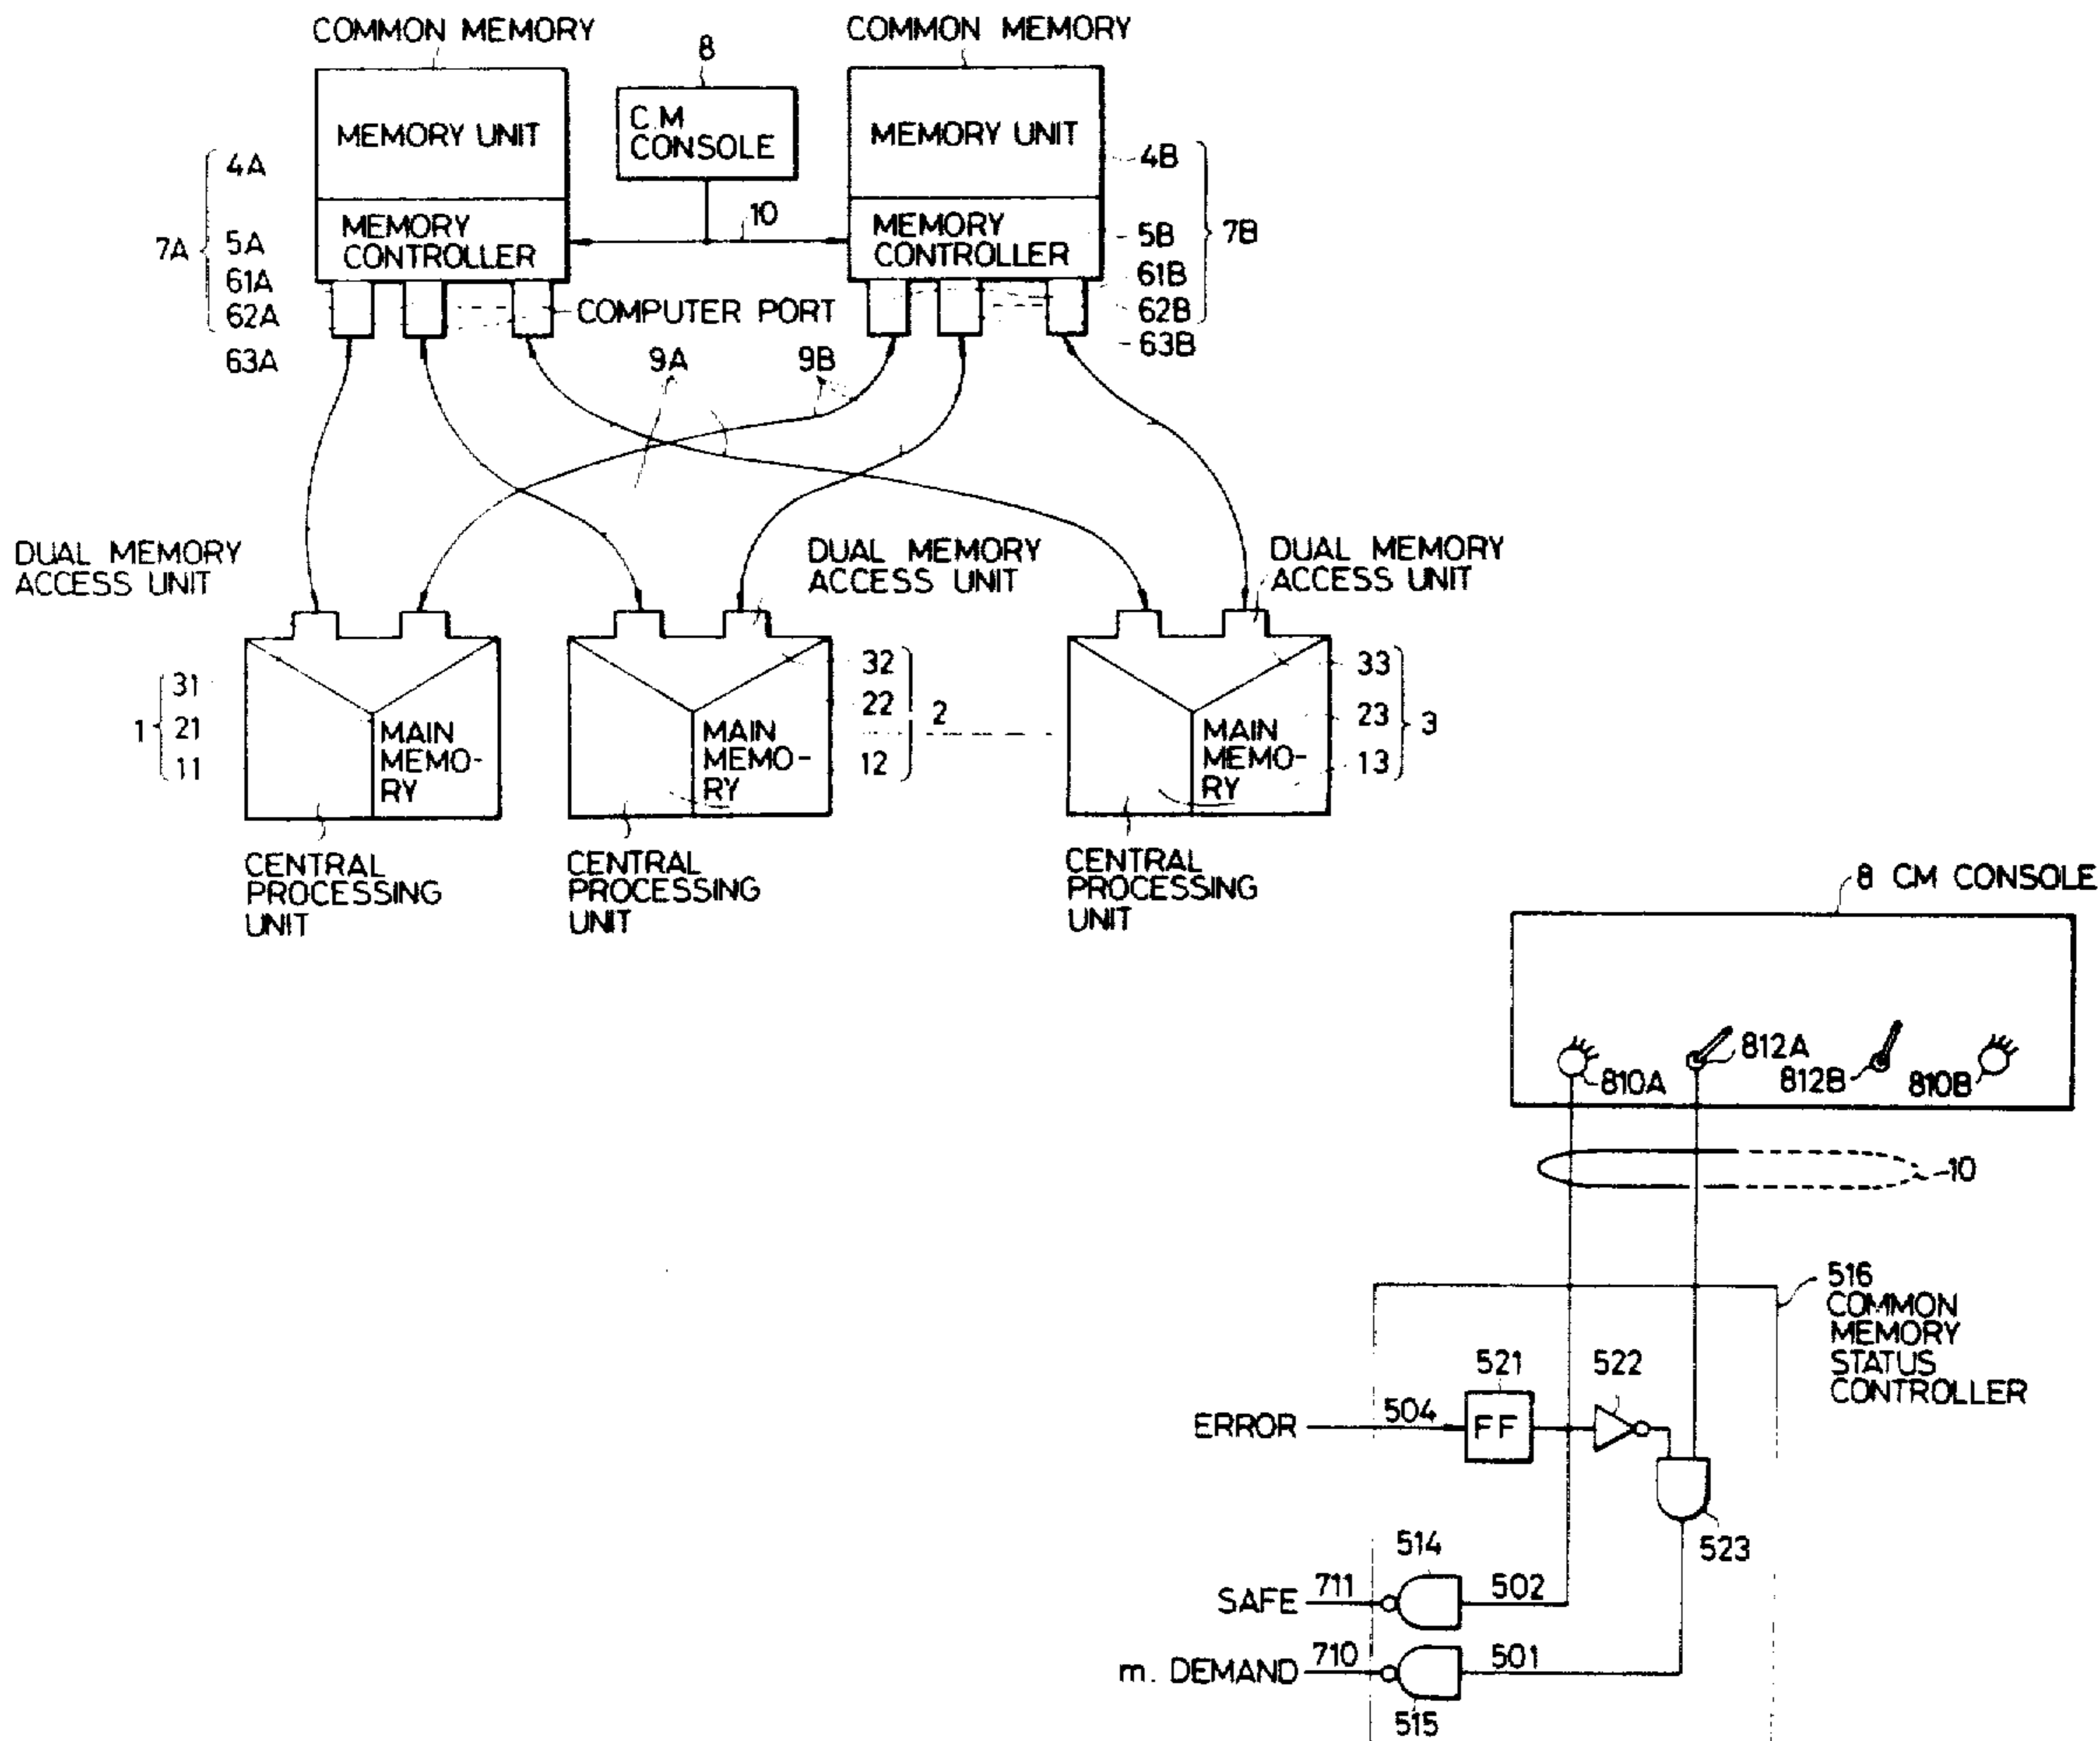 COMMON MEMORY
COMMON MEMORY
8
C.M
CONSOLE
MEMORY UNIT
MEMORY UNIT
4A
4B
10
MEMORY
CONTROLLER
MEMORY
CONTROLLER
7A
5A
61A
62A
63A
5B
7B
61B
62B
63B
COMPUTER PORT
9A
9B
DUAL MEMORY
ACCESS UNIT
DUAL MEMORY
ACCESS UNIT
DUAL MEMORY
ACCESS UNIT
1
31
21
11
MAIN
MEMO-
RY
MAIN
MEMO-
RY
32
22
12
2
MAIN
MEMO-
RY
33
23
13
3
CENTRAL
PROCESSING
UNIT
CENTRAL
PROCESSING
UNIT
CENTRAL
PROCESSING
UNIT
8 CM CONSOLE
810A
812A
812B
810B
10
516
COMMON
MEMORY
STATUS
CONTROLLER
521
522
ERROR
504
FF
523
514
SAFE
711
502
m. DEMAND
710
501
515